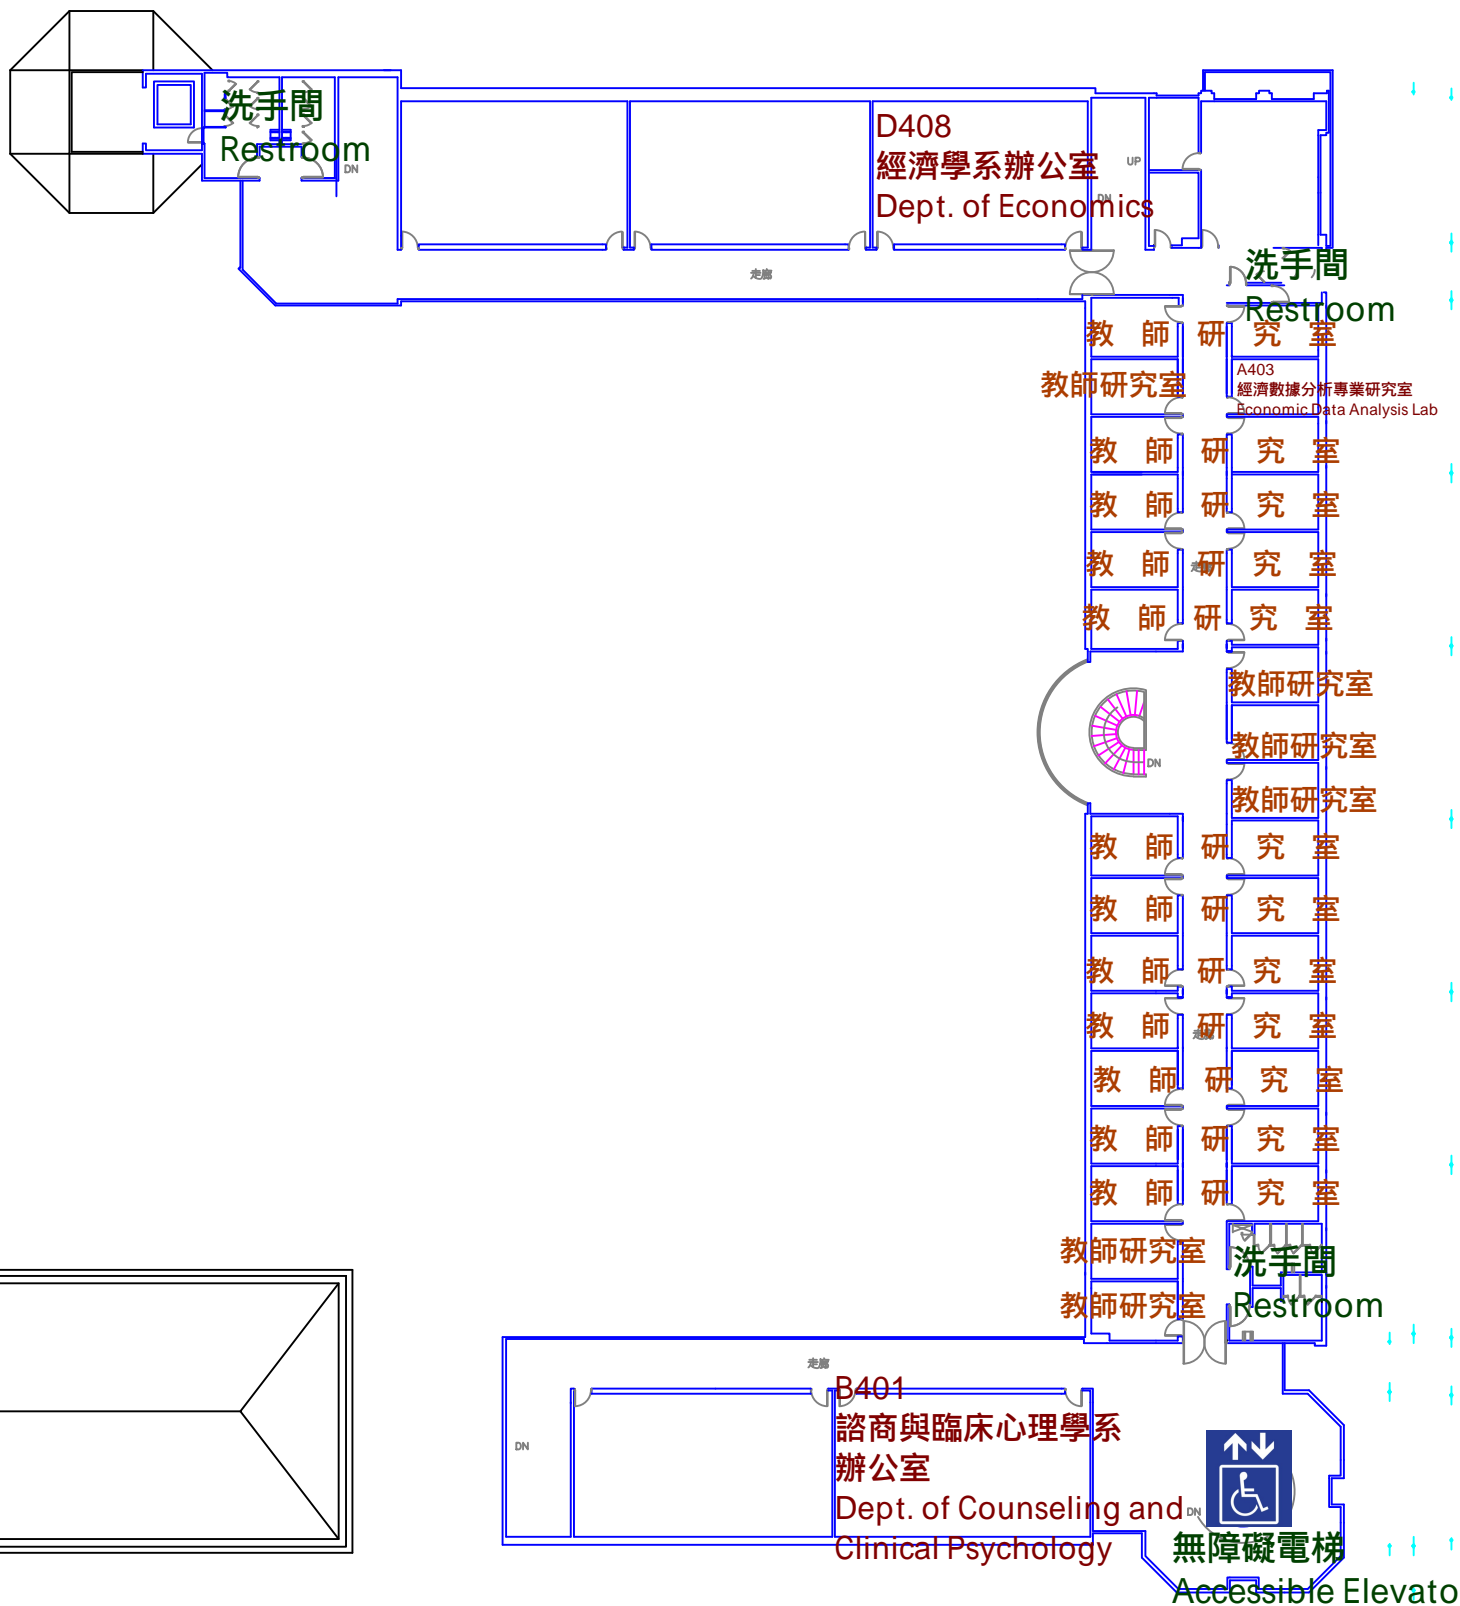 洗手間
Restroom
DN
D408
經濟學系辦公室
Dept. of Economics
UP
DN
走廊
洗手間
Restroom
教 師 研 究 室
教師研究室
A403
經濟數據分析專業研究室
Economic Data Analysis Lab
教 師 研 究 室
教 師 研 究 室
教 師 研 究 室
走廊
教 師 研 究 室
教師研究室
教師研究室
DN
教師研究室
教 師 研 究 室
教 師 研 究 室
教 師 研 究 室
教 師 研 究 室
走廊
教 師 研 究 室
教 師 研 究 室
教 師 研 究 室
教師研究室
洗手間
Restroom
教師研究室
走廊
B401
諮商與臨床心理學系
辦公室
Dept. of Counseling and
Clinical Psychology
DN
DN
無障礙電梯
Accessible Elevato